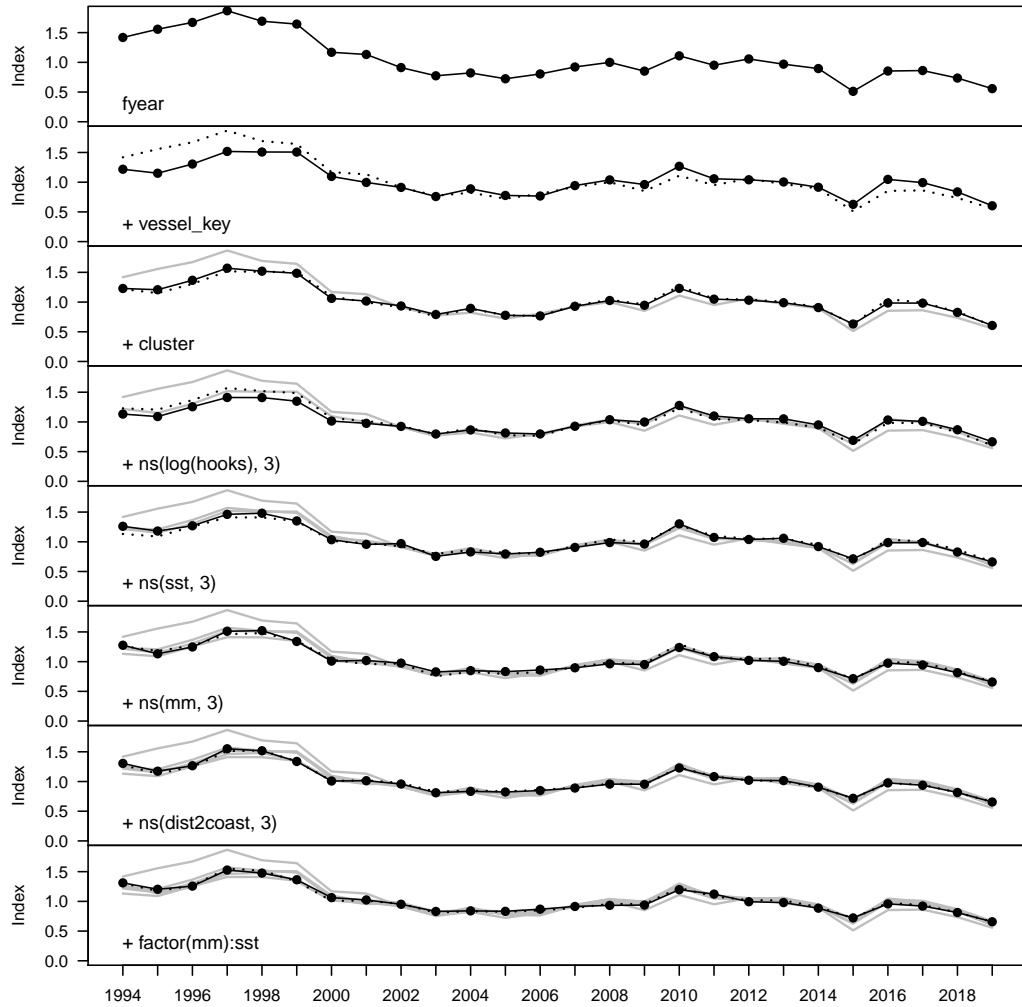 Index
1.5
1.0
0.5
0.0
fyear
Index
1.5
1.0
0.5
0.0
+ vessel_key
Index
1.5
1.0
0.5
0.0
+ cluster
Index
1.5
1.0
0.5
0.0
+ ns(log(hooks), 3)
Index
1.5
1.0
0.5
0.0
+ ns(sst, 3)
Index
1.5
1.0
0.5
0.0
+ ns(mm, 3)
Index
1.5
1.0
0.5
0.0
+ ns(dist2coast, 3)
Index
1.5
1.0
0.5
0.0
+ factor(mm):sst
1994 1996 1998 2000 2002 2004 2006 2008 2010 2012 2014 2016 2018